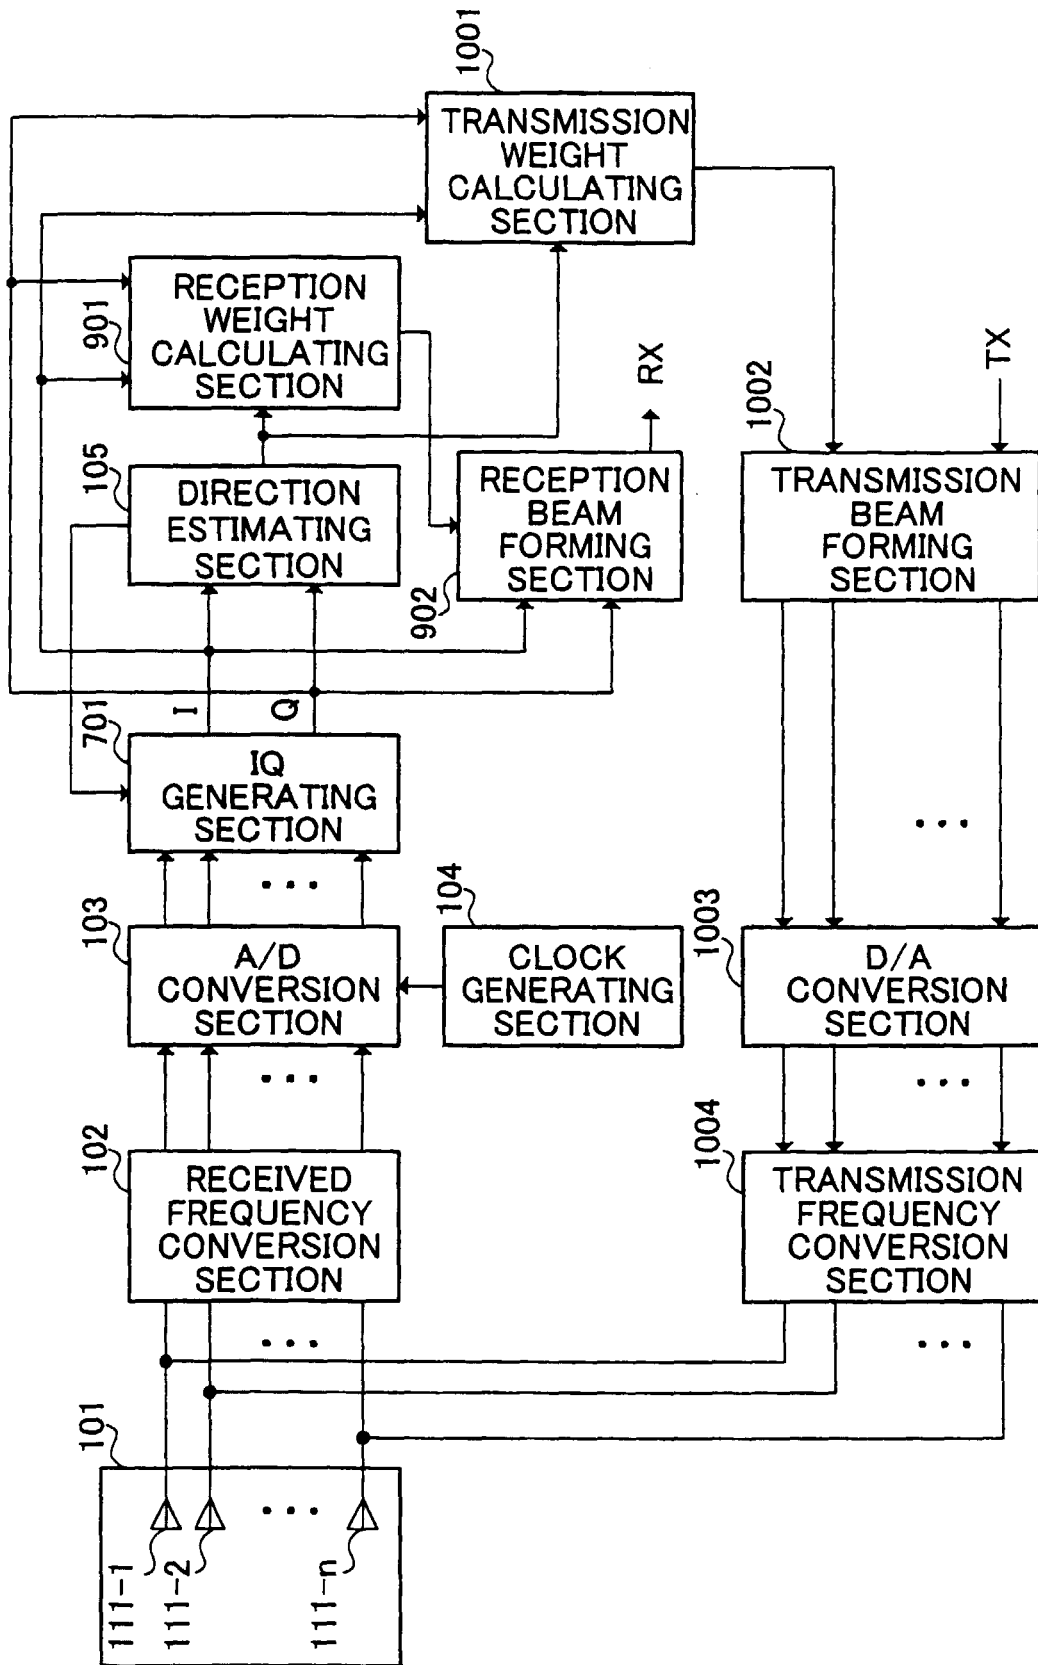 101
111-1
111-2
• • •
111-n
102
RECEIVED
FREQUENCY
CONVERSION
SECTION
• • •
103
A/D
CONVERSION
SECTION
• • •
104
CLOCK
GENERATING
SECTION
701
IQ
GENERATING
SECTION
• • •
I
Q
105
DIRECTION
ESTIMATING
SECTION
901
RECEPTION
WEIGHT
CALCULATING
SECTION
902
RECEPTION
BEAM
FORMING
SECTION
RX
1001
TRANSMISSION
WEIGHT
CALCULATING
SECTION
1002
TRANSMISSION
BEAM
FORMING
SECTION
TX
• • •
1003
D/A
CONVERSION
SECTION
• • •
1004
TRANSMISSION
FREQUENCY
CONVERSION
SECTION
• • •